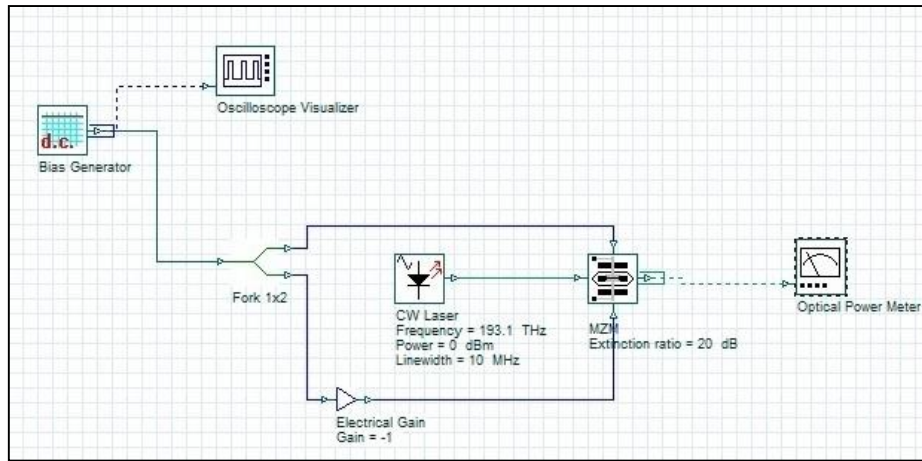 Oscilloscope Visualizer
d.c.
Bias Generator
Fork 1x2
CW Laser
Frequency = 193.1 THz
Power = 0 dBm
Linewidth = 10 MHz
MZM
Extinction ratio = 20 dB
Optical Power Meter
Electrical Gain
Gain = -1